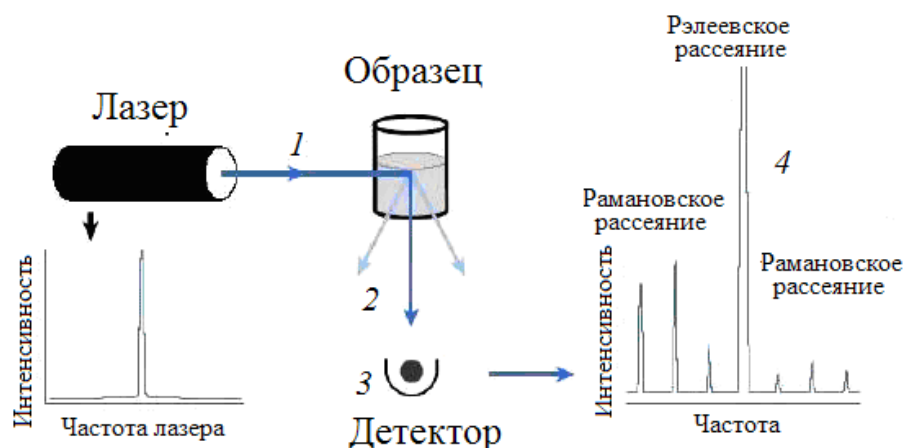 Рэлеевское
рассеяние
Образец
Лазер
1
4
Рамановское
рассеяние
Рамановское
рассеяние
Интенсивность
Интенсивность
2
3
Частота лазера
Детектор
Частота